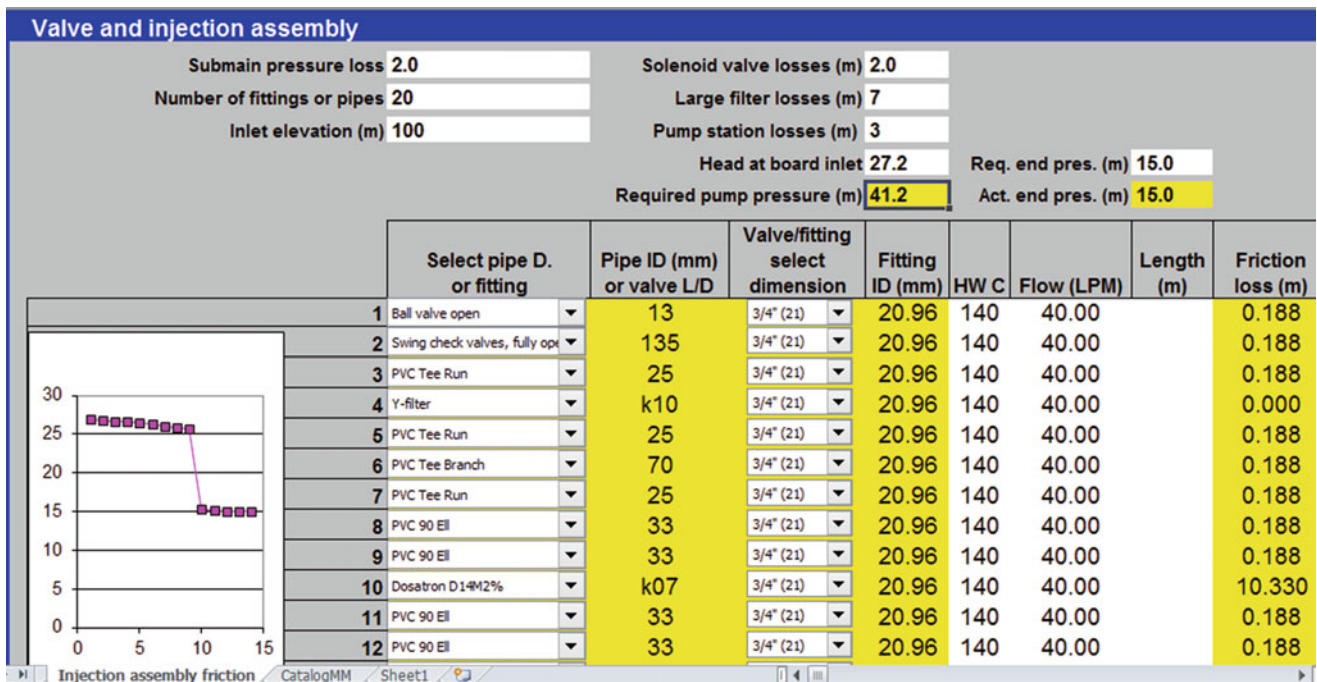 Valve and injection assembly
Submain pressure loss 2.0 Solenoid valve losses (m) 2.0
Number of fittings or pipes 20 Large filter losses (m) 7
Inlet elevation (m) 100 Pump station losses (m) 3
Head at board inlet 27.2 Req. end pres. (m) 15.0
Required pump pressure (m) 41.2 Act. end pres. (m) 15.0
Select pipe D. or fitting Pipe ID (mm) or valve L/D Valve/fitting select dimension Fitting ID (mm) HW C Flow (LPM) Length (m) Friction loss (m)
1 Ball valve open 13 3/4" (21) 20.96 140 40.00 0.188
2 Swing check valves, fully ope 135 3/4" (21) 20.96 140 40.00 0.188
3 PVC Tee Run 25 3/4" (21) 20.96 140 40.00 0.188
4 Y-filter k10 3/4" (21) 20.96 140 40.00 0.000
5 PVC Tee Run 25 3/4" (21) 20.96 140 40.00 0.188
6 PVC Tee Branch 70 3/4" (21) 20.96 140 40.00 0.188
7 PVC Tee Run 25 3/4" (21) 20.96 140 40.00 0.188
8 PVC 90 Ell 33 3/4" (21) 20.96 140 40.00 0.188
9 PVC 90 Ell 33 3/4" (21) 20.96 140 40.00 0.188
10 Dosatron D14M2% k07 3/4" (21) 20.96 140 40.00 10.330
11 PVC 90 Ell 33 3/4" (21) 20.96 140 40.00 0.188
12 PVC 90 Ell 33 3/4" (21) 20.96 140 40.00 0.188
30
25
20
15
10
5
0
0 5 10 15
Injection assembly friction CatalogMM Sheet1